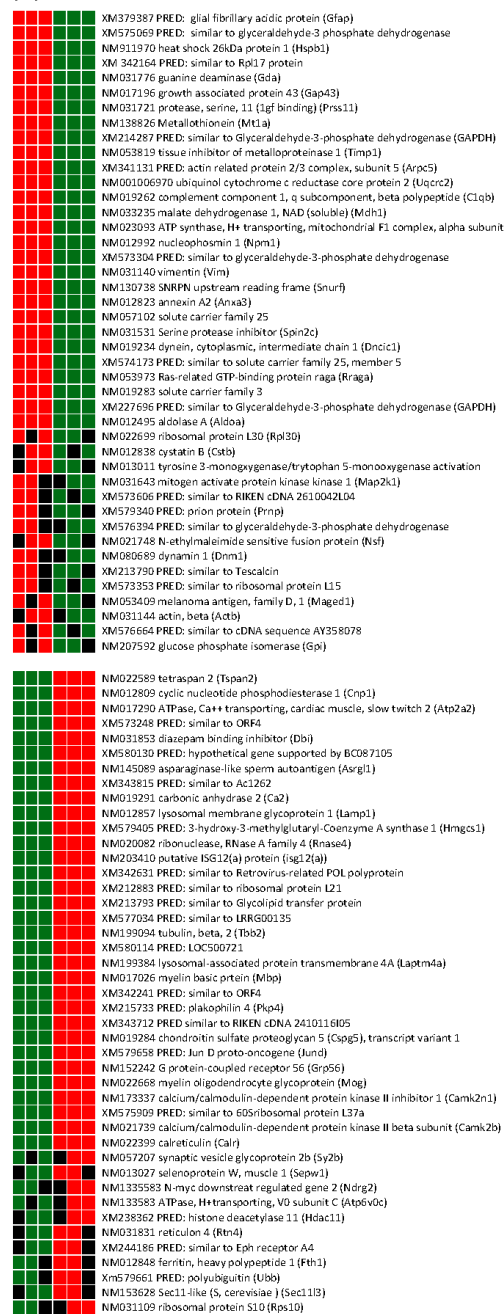 XM379387 PRED: glial fibrillary acidic protein (Gfap)
XM575069 PRED: similar to glyceraldehyde-3 phosphate dehydrogenase
NM911970 heat shock 26kDa protein 1 (Hspb1)
XM 342164 PRED: similar to Rpl17 protein
NM031776 guanine deaminase (Gda)
NM017196 growth associated protein 43 (Gap43)
NM031721 protease, serine, 11 (1gf binding) (Prss11)
NM138826 Metallothionein (Mt1a)
XM214287 PRED: similar to Glyceraldehyde-3-phosphate dehydrogenase (GAPDH)
NM053819 tissue inhibitor of metalloproteinase 1 (Timp1)
XM341131 PRED: actin related protein 2/3 complex, subunit 5 (Arpc5)
NM001006970 ubiquinol cytochrome c reductase core protein 2 (Uqcrc2)
NM019262 complement component 1, q subcomponent, beta polypeptide (C1qb)
NM033235 malate dehydrogenase 1, NAD (soluble) (Mdh1)
NM023093 ATP synthase, H+ transporting, mitochondrial F1 complex, alpha subunit
NM012992 nucleophosmin 1 (Npm1)
XM573304 PRED: similar to glyceraldehyde-3-phosphate dehydrogenase
NM031140 vimentin (Vim)
NM130738 SNRPN upstream reading frame (Snurf)
NM012823 annexin A2 (Anxa3)
NM057102 solute carrier family 25
NM031531 Serine protease inhibitor (Spin2c)
NM019234 dynein, cytoplasmic, intermediate chain 1 (Dncic1)
XM574173 PRED: similar to solute carrier family 25, member 5
NM053973 Ras-related GTP-binding protein raga (Rraga)
NM019283 solute carrier family 3
XM227696 PRED: similar to Glyceraldehyde-3-phosphate dehydrogenase (GAPDH)
NM012495 aldolase A (Aldoa)
NM022699 ribosomal protein L30 (Rpl30)
NM012838 cystatin B (Cstb)
NM013011 tyrosine 3-monogxygenase/trytophan 5-monooxygenase activation
NM031643 mitogen activate protein kinase kinase 1 (Map2k1)
XM573606 PRED: similar to RIKEN cDNA 2610042L04
XM579340 PRED: prion protein (Prnp)
XM576394 PRED: similar to glyceraldehyde-3-phosphate dehydrogenase
NM021748 N-ethylmaleimide sensitive fusion protein (Nsf)
NM080689 dynamin 1 (Dnm1)
XM213790 PRED: similar to Tescalcin
XM573353 PRED: similar to ribosomal protein L15
NM053409 melanoma antigen, family D, 1 (Maged1)
NM031144 actin, beta (Actb)
XM576664 PRED: similar to cDNA sequence AY358078
NM207592 glucose phosphate isomerise (Gpi)
NM022589 tetraspan 2 (Tspan2)
NM012809 cyclic nucleotide phosphodiesterase 1 (Cnp1)
NM017290 ATPase, Ca++ transporting, cardiac muscle, slow twitch 2 (Atp2a2)
XM573248 PRED: similar to ORF4
NM031853 diazepam binding inhibitor (Dbi)
XM580130 PRED: hypothetical gene supported by BC087105
NM145089 asparaginase-like sperm autoantigen (Asrgl1)
XM343815 PRED: similar to Ac1262
NM019291 carbonic anhydrase 2 (Ca2)
NM012857 lysosomal membrane glycoprotein 1 (Lamp1)
XM579405 PRED: 3-hydroxy-3-methylglutaryl-Coenzyme A synthase 1 (Hmgcs1)
NM020082 ribonuclease, RNase A family 4 (Rnase4)
NM203410 putative ISG12(a) protein (isg12(a))
XM342631 PRED: similar to Retrovirus-related POL polyprotein
XM212883 PRED: similar to ribosomal protein L21
XM213793 PRED: similar to Glycolipid transfer protein
XM577034 PRED: similar to LRRG00135
NM199094 tubulin, beta, 2 (Tbb2)
XM580114 PRED: LOC500721
NM199384 lysosomal-associated protein transmembrane 4A (Laptm4a)
NM017026 myelin basic prtein (Mbp)
XM342241 PRED: similar to ORF4
XM215733 PRED: plakophilin 4 (Pkp4)
XM343712 PRED similar to RIKEN cDNA 2410116I05
NM019284 chondroitin sulfate proteoglycan 5 (Cspg5), transcript variant 1
XM579658 PRED: Jun D proto-oncogene (Jund)
NM152242 G protein-coupled receptor 56 (Grp56)
NM022668 myelin oligodendrocyte glycoprotein (Mog)
NM173337 calcium/calmodulin-dependent protein kinase II inhibitor 1 (Camk2n1)
XM575909 PRED: similar to 60Sribosomal protein L37a
NM021739 calcium/calmodulin-dependent protein kinase II beta subunit (Camk2b)
NM022399 calreticulin (Calr)
NM057207 synaptic vesicle glycoprotein 2b (Sy2b)
NM013027 selenoprotein W, muscle 1 (Sepw1)
NM1335583 N-myc downstreat regulated gene 2 (Ndrg2)
NM133583 ATPase, H+transporting, V0 subunit C (Atp6v0c)
XM238362 PRED: histone deacetylase 11 (Hdac11)
NM031831 reticulon 4 (Rtn4)
XM244186 PRED: similar to Eph receptor A4
NM012848 ferritin, heavy polypeptide 1 (Fth1)
Xm579661 PRED: polyubiguitin (Ubb)
NM153628 Sec11-like (S, cerevisiae ) (Sec11l3)
NM031109 ribosomal protein S10 (Rps10)